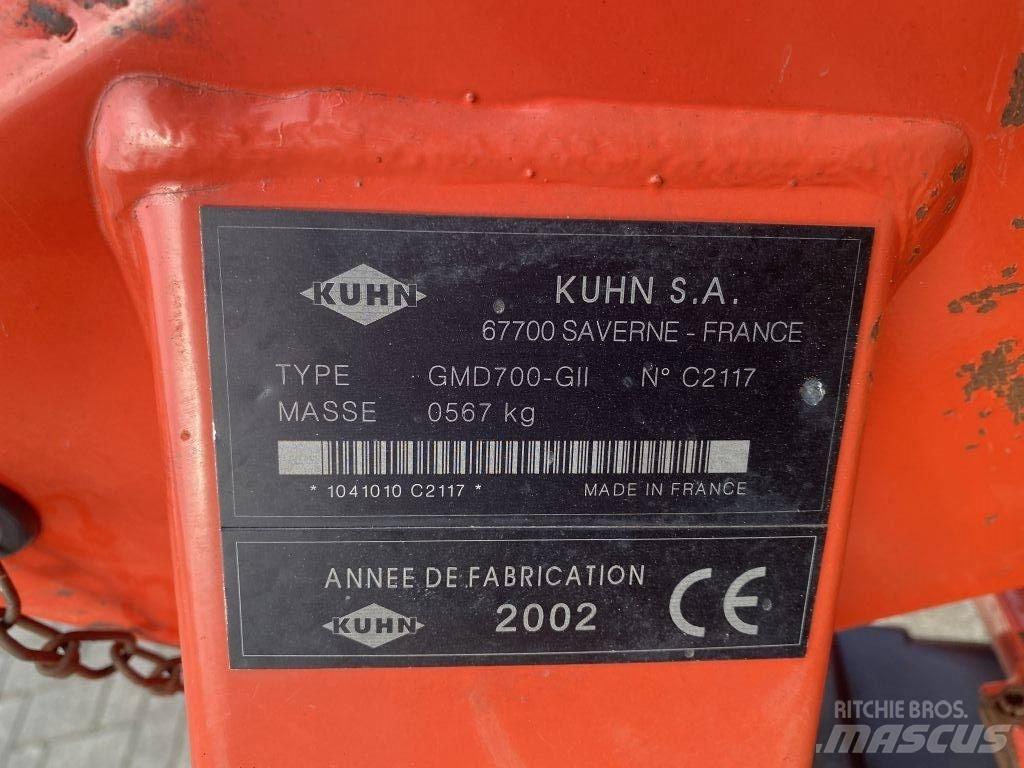 KUHN
KUHN S.A.
67700 SAVERNE - FRANCE
TYPE GMD700-GII N° C2117
MASSE 0567 kg
* 1041010 C2117 * MADE IN FRANCE
ANNEE DE FABRICATION
KUHN 2002 CE
RITCHIE BROS.
MASCUS